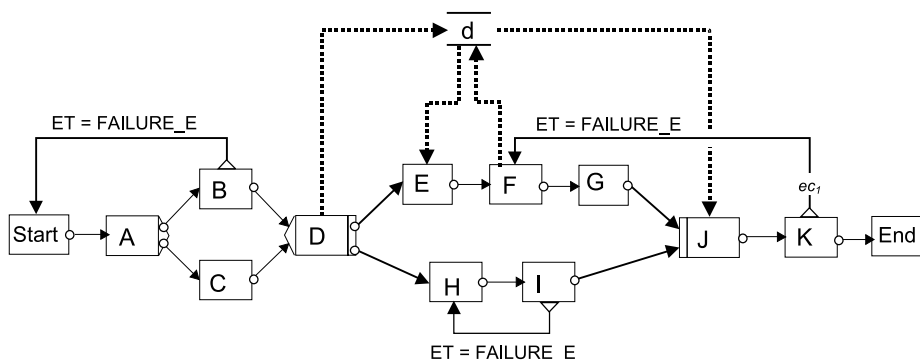 d
ET = FAILURE_E
ET = FAILURE_E
B
E
F
G
ec1
Start
A
D
J
K
End
C
H
I
ET = FAILURE_E